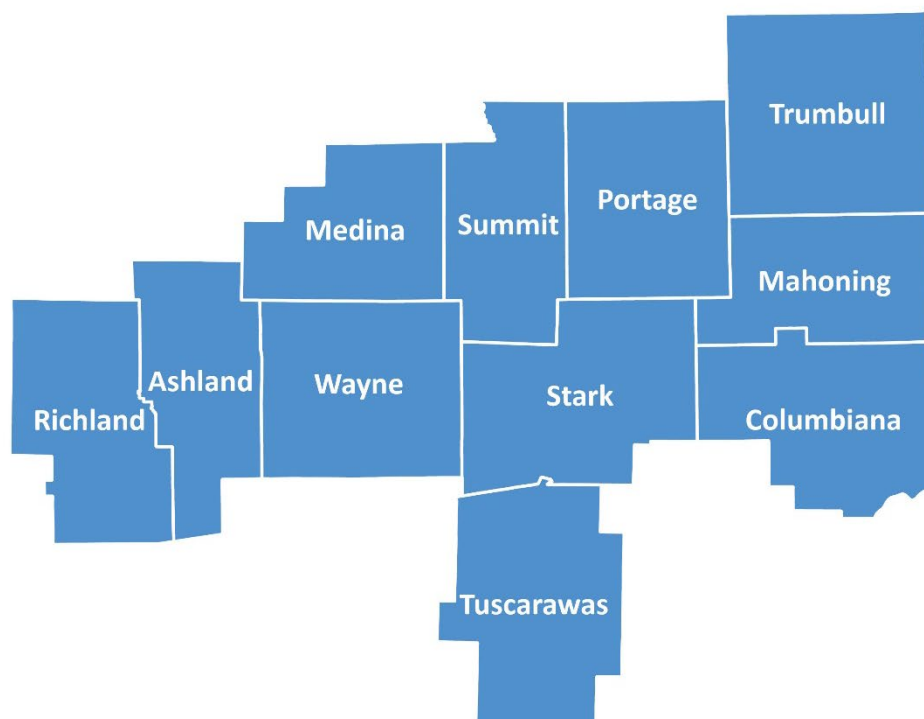 Trumbull
Portage
Summit
Medina
Mahoning
Ashland
Wayne
Stark
Richland
Columbiana
Tuscarawas